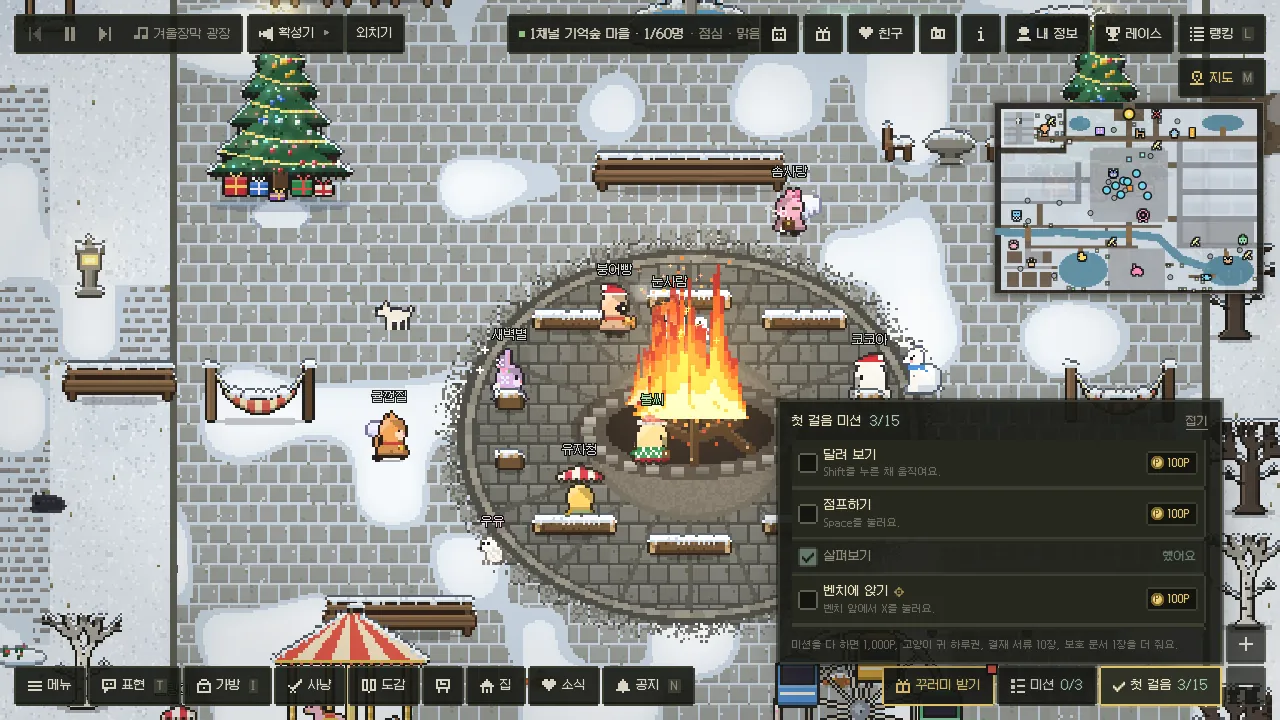 겨울장막 광장
확성기
외치기
1채널 기억숲 마을 · 1/60명 · 점심 · 맑음
친구
내 정보
레이스
랭킹 L
지도 M
솜사탕
붕어빵
눈사람
새벽별
코코아
귤껍질
불씨
유지청
우유
첫 걸음 미션 3/15
접기
달려 보기
Shift를 누른 채 움직여요.
100P
점프하기
Space를 눌러요.
100P
살펴보기
했어요
벤치에 앉기
벤치 앞에서 X를 눌러요.
100P
미션을 다 하면 1,000P, 고양이 귀 하루권, 결재 서류 10장, 보호 문서 1장을 더 줘요.
메뉴
표현 T
가방 I
사냥
도감
집
소식
공지 N
꾸러미 받기
미션 0/3
첫 걸음 3/15